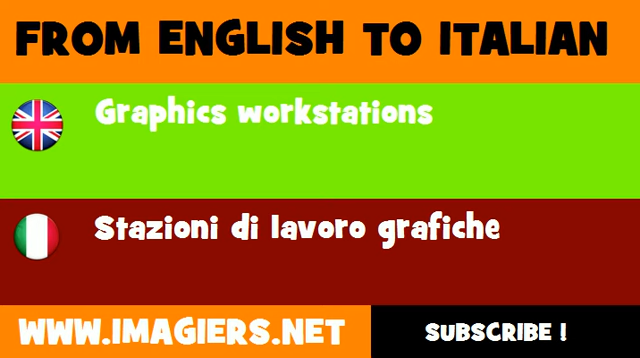 FROM ENGLISH TO ITALIAN
Graphics workstations
Stazioni di lavoro grafiche
WWW.IMAGIERS.NET
SUBSCRIBE !